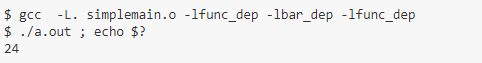 $ gcc  -L. simplemain.o -lfunc_dep -lbar_dep -lfunc_dep
$ ./a.out ; echo $?
24